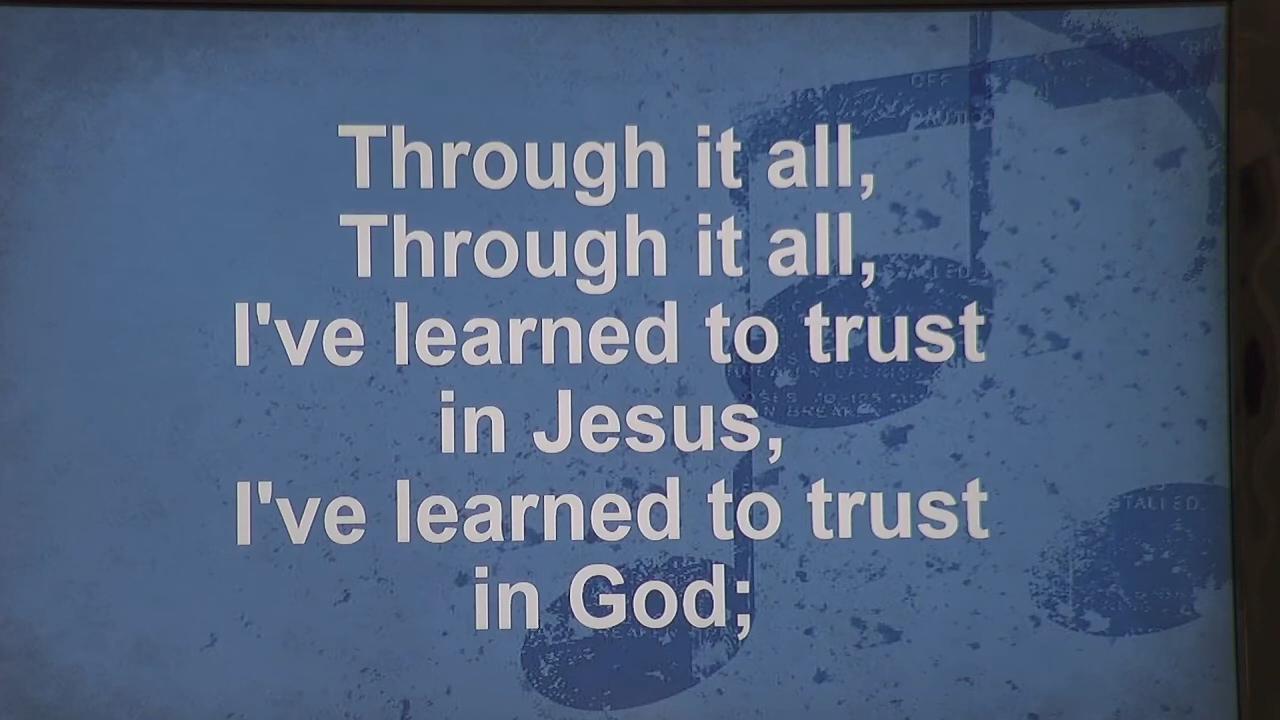 Through it all,
Through it all,
I've learned to trust
in Jesus,
I've learned to trust
in God;